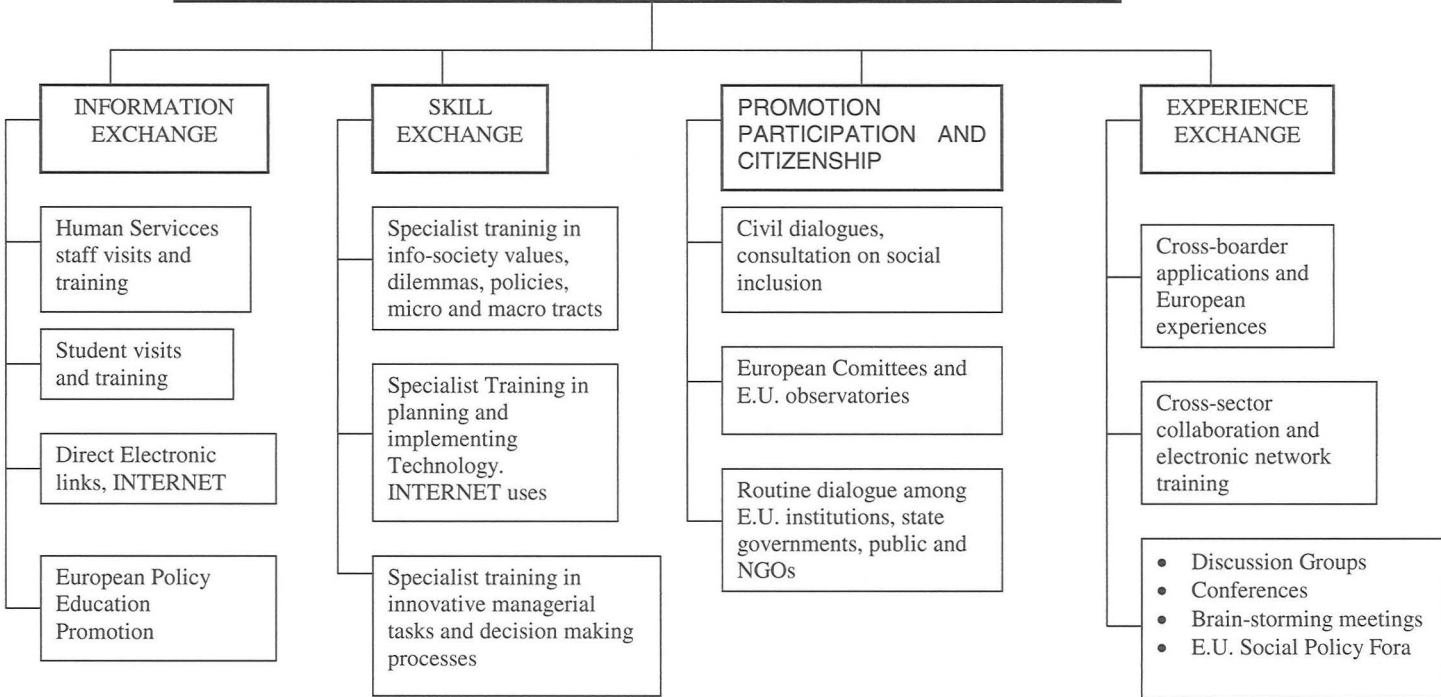 INFORMATION
EXCHANGE
Human Servicces
staff visits and
training
Student visits
and training
Direct Electronic
links, INTERNET
European Policy
Education
Promotion
SKILL
EXCHANGE
Specialist traninig in
info-society values,
dilemmas, policies,
micro and macro tracts
Specialist Training in
planning and
implementing
Technology.
INTERNET uses
Specialist training in
innovative managerial
tasks and decision making
processes
PROMOTION
PARTICIPATION AND
CITIZENSHIP
Civil dialogues,
consultation on social
inclusion
European Comittees and
E.U. observatories
Routine dialogue among
E.U. institutions, state
governments, public and
NGOs
EXPERIENCE
EXCHANGE
Cross-boarder
applications and
European
experiences
Cross-sector
collaboration and
electronic network
training
• Discussion Groups
• Conferences
• Brain-storming meetings
• E.U. Social Policy Fora